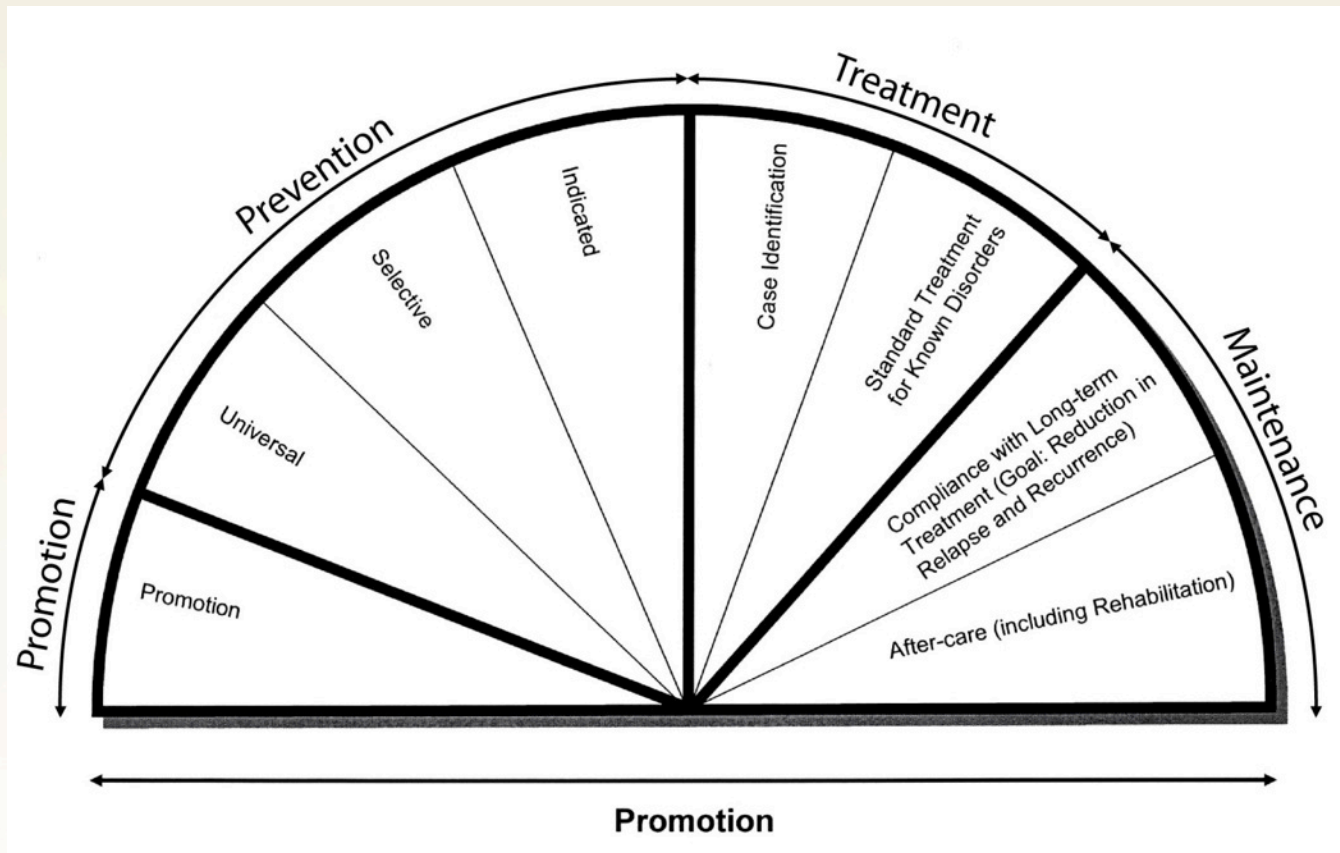 Promotion
Prevention
Treatment
Maintenance
Promotion
Universal
Selective
Indicated
Case Identification
Standard Treatment
for Known Disorders
Compliance with Long-term
Treatment (Goal: Reduction in
Relapse and Recurrence)
After-care (including Rehabilitation)
Promotion